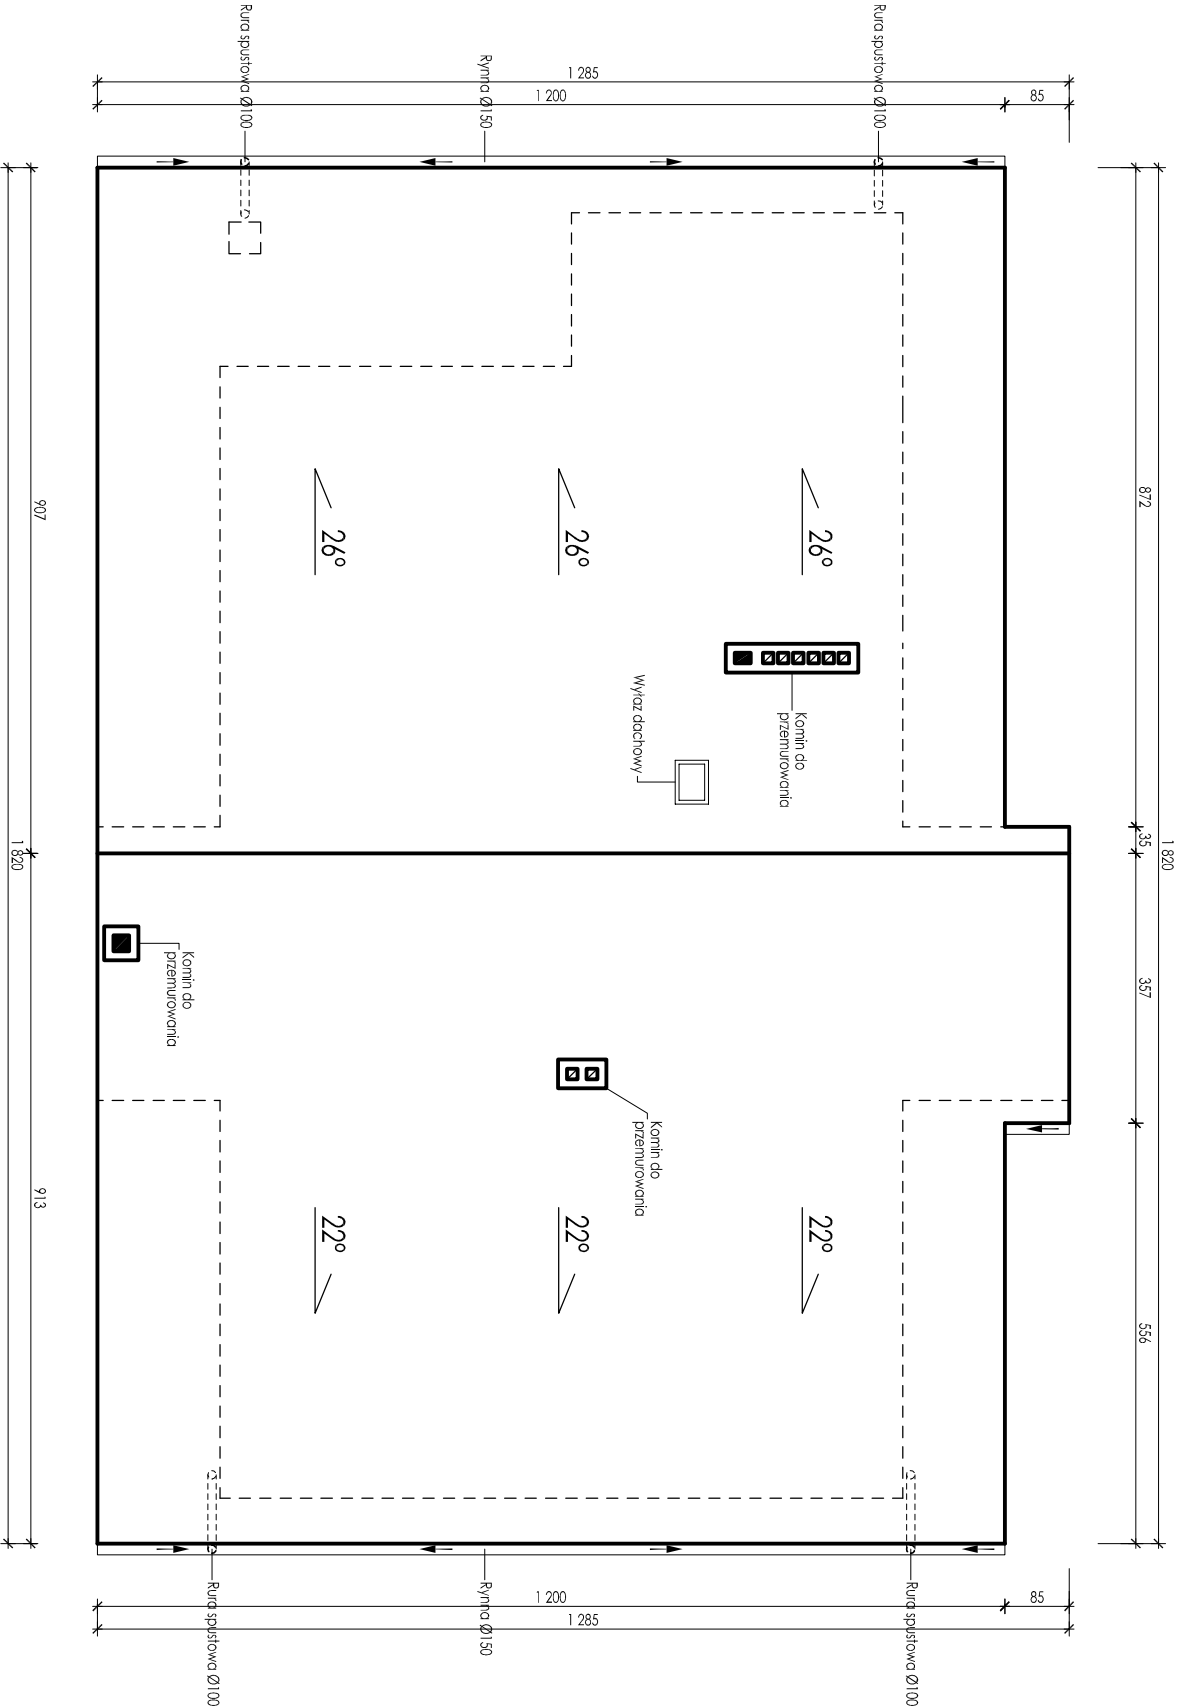 Rura spustowa Ø100
Rynna Ø150
Rura spustowa Ø100
1 285
1 200
85
872
35
357
556
1 820
907
913
1 820
26°
26°
26°
Komin do
przemurowania
Wyłaz dachowy
Komin do
przemurowania
Komin do
przemurowania
22°
22°
22°
1 200
85
1 285
Rura spustowa Ø100
Rynna Ø150
Rura spustowa Ø100